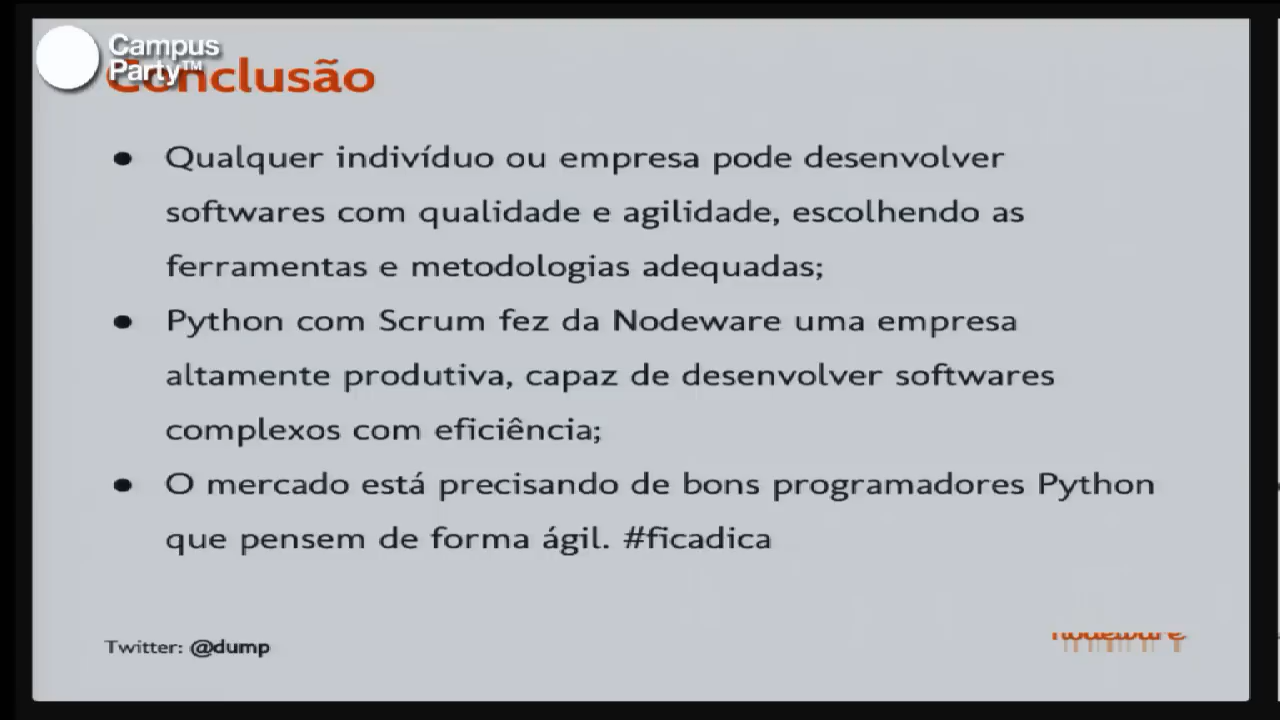 Campus
Party™
Conclusão
● Qualquer indivíduo ou empresa pode desenvolver
softwares com qualidade e agilidade, escolhendo as
ferramentas e metodologias adequadas;
● Python com Scrum fez da Nodeware uma empresa
altamente produtiva, capaz de desenvolver softwares
complexos com eficiência;
● O mercado está precisando de bons programadores Python
que pensem de forma ágil. #ficadica
Twitter: @dump
nodeware